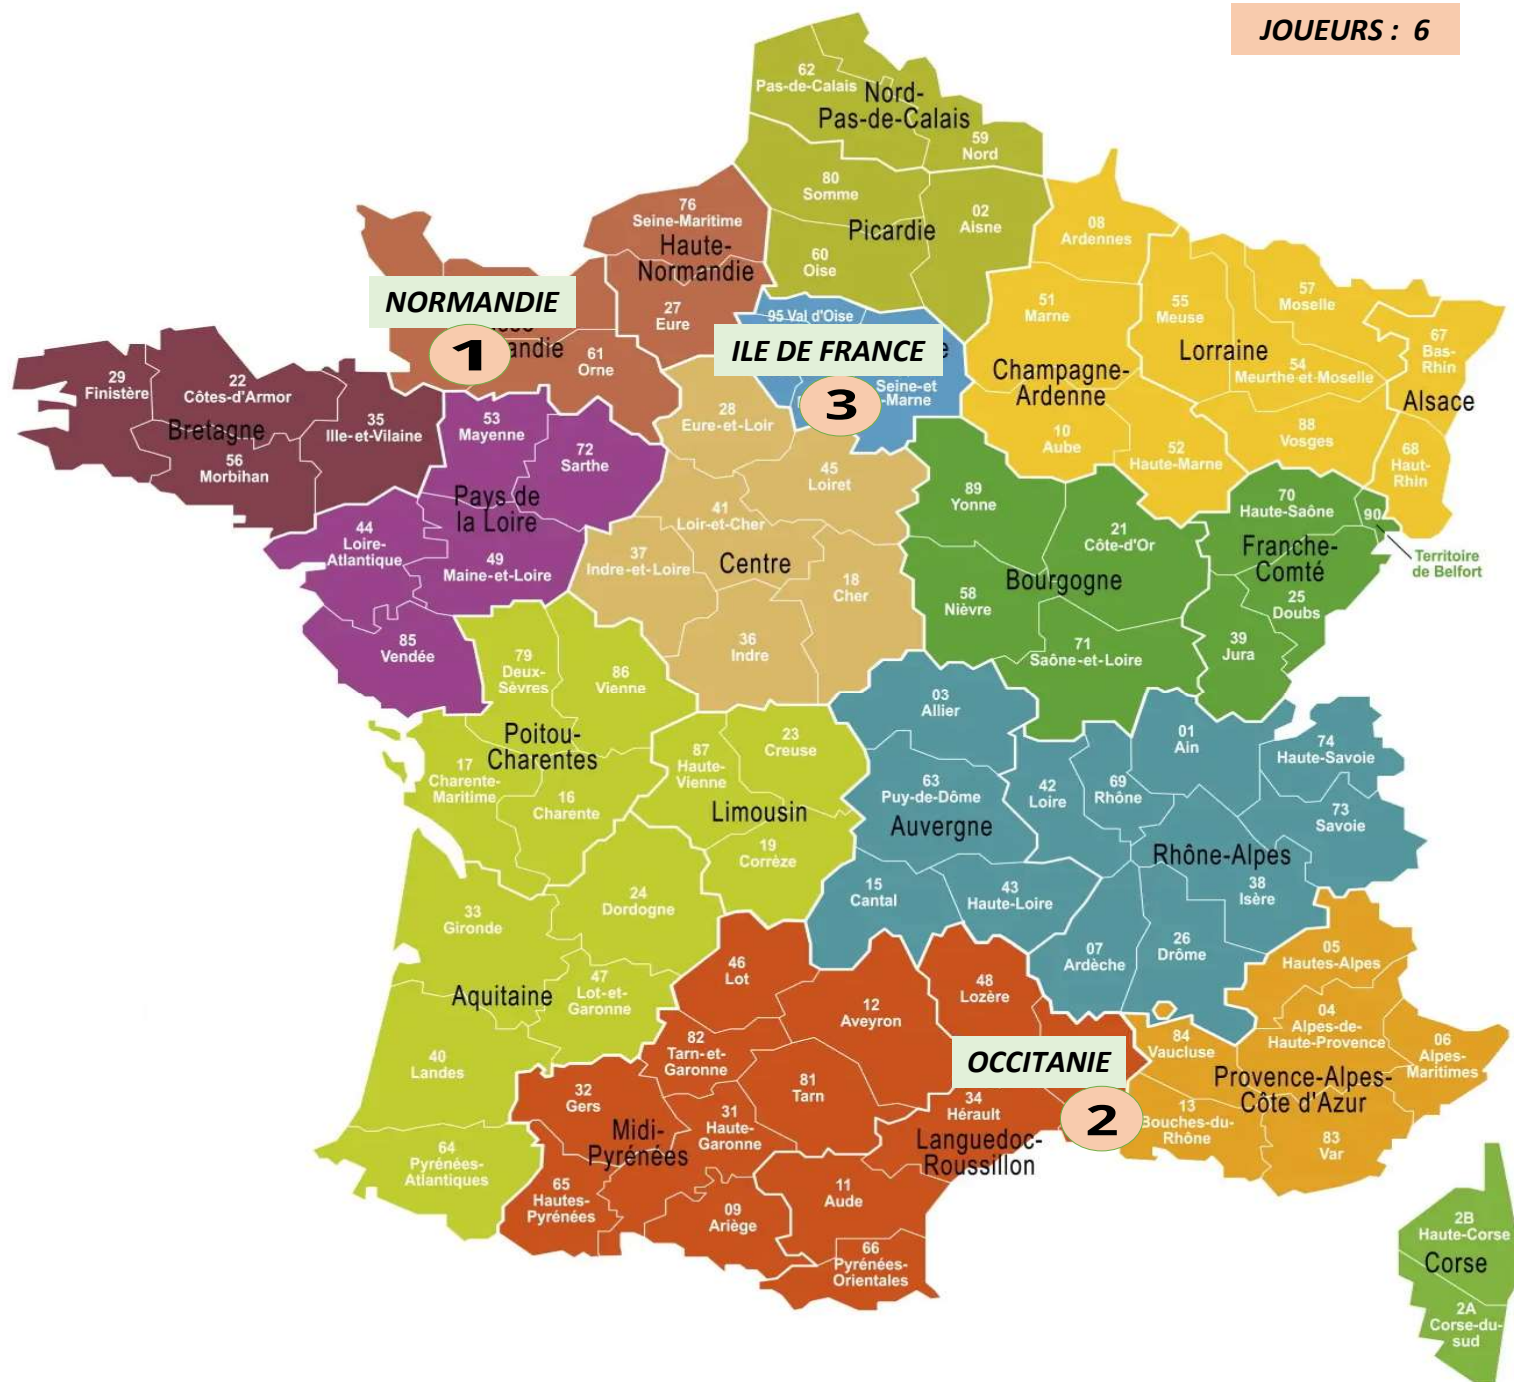 JOUEURS : 6
62
Pas-de-Calais
Nord-
Pas-de-Calais
59
Nord
80
Somme
02
Aisne
Picardie
60
Oise
76
Seine-Maritime
Haute-
Normandie
27
Eure
NORMANDIE
1
andie
61
Orne
95 Val d'Oise
ILE DE FRANCE
3
Seine-et
-Marne
08
Ardennes
51
Marne
Champagne-
Ardenne
10
Aube
52
Haute-Marne
55
Meuse
57
Moselle
Lorraine
54
Meurthe-et-Moselle
88
Vosges
67
Bas-
Rhin
Alsace
68
Haut-
Rhin
29
Finistère
22
Côtes-d'Armor
35
Ille-et-Vilaine
Bretagne
56
Morbihan
53
Mayenne
72
Sarthe
Pays de
la Loire
44
Loire-
Atlantique
49
Maine-et-Loire
85
Vendée
28
Eure-et-Loir
45
Loiret
41
Loir-et-Cher
37
Indre-et-Loire
Centre
18
Cher
36
Indre
89
Yonne
21
Côte-d'Or
Bourgogne
58
Nièvre
71
Saône-et-Loire
70
Haute-Saône
90
Territoire
de Belfort
Franche-
Comté
25
Doubs
39
Jura
79
Deux-
Sèvres
86
Vienne
Poitou-
Charentes
17
Charente-
Maritime
16
Charente
87
Haute-
Vienne
23
Creuse
Limousin
19
Corrèze
03
Allier
63
Puy-de-Dôme
Auvergne
15
Cantal
43
Haute-Loire
42
Loire
69
Rhône
01
Ain
74
Haute-Savoie
73
Savoie
Rhône-Alpes
38
Isère
07
Ardèche
26
Drôme
24
Dordogne
33
Gironde
47
Lot-et-
Garonne
Aquitaine
40
Landes
64
Pyrénées-
Atlantiques
46
Lot
12
Aveyron
82
Tarn-et-
Garonne
81
Tarn
32
Gers
31
Haute-
Garonne
Midi-
Pyrénées
65
Hautes-
Pyrénées
09
Ariège
48
Lozère
OCCITANIE
2
34
Hérault
Languedoc-
Roussillon
11
Aude
66
Pyrénées-
Orientales
05
Hautes-Alpes
04
Alpes-de-
Haute-Provence
06
Alpes-
Maritimes
84
Vaucluse
Provence-Alpes-
Côte d'Azur
13
Bouches-du-
Rhône
83
Var
2B
Haute-Corse
Corse
2A
Corse-du-
sud